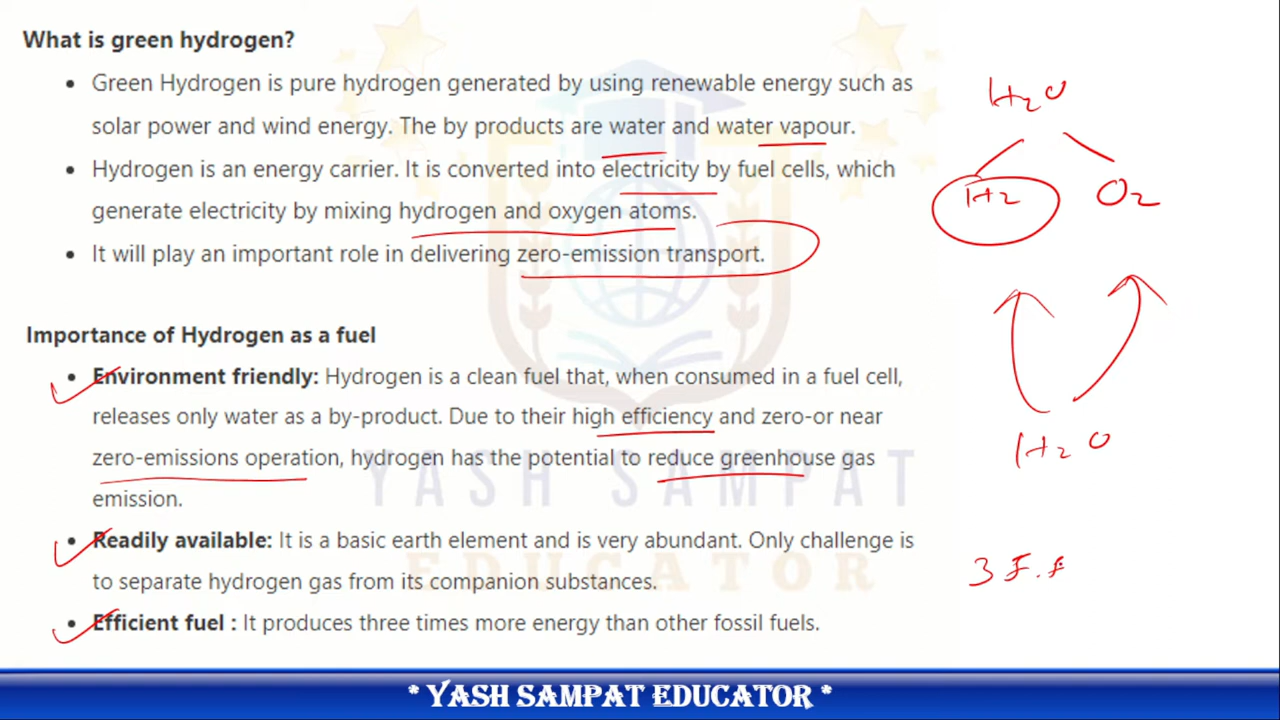 What is green hydrogen?
• Green Hydrogen is pure hydrogen generated by using renewable energy such as
solar power and wind energy. The by products are water and water vapour.
• Hydrogen is an energy carrier. It is converted into electricity by fuel cells, which
generate electricity by mixing hydrogen and oxygen atoms.
• It will play an important role in delivering zero-emission transport.
Importance of Hydrogen as a fuel
• Environment friendly: Hydrogen is a clean fuel that, when consumed in a fuel cell,
releases only water as a by-product. Due to their high efficiency and zero-or near
zero-emissions operation, hydrogen has the potential to reduce greenhouse gas
emission.
• Readily available: It is a basic earth element and is very abundant. Only challenge is
to separate hydrogen gas from its companion substances.
• Efficient fuel : It produces three times more energy than other fossil fuels.
H2O
H2 O2
H2O
3 F.F
YASH SAMPAT
EDUCATOR
* YASH SAMPAT EDUCATOR *